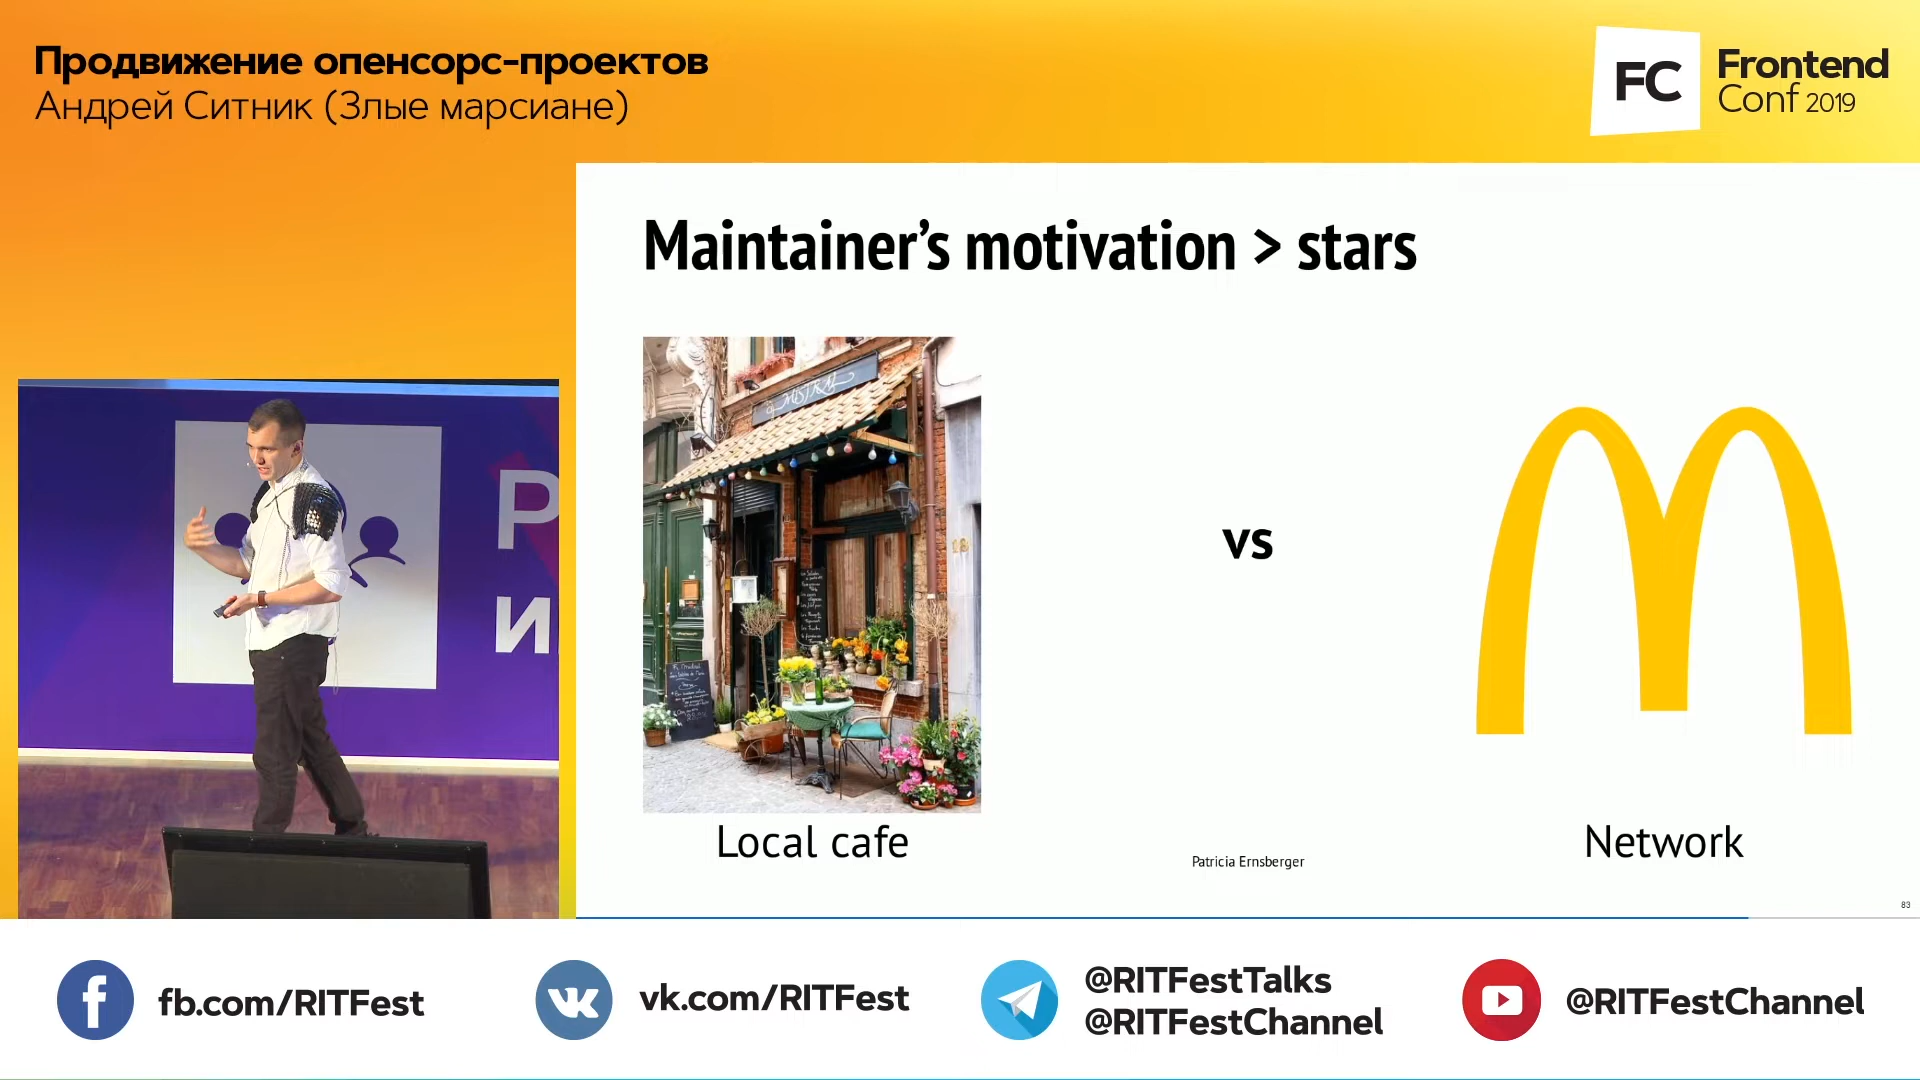 Продвижение опенсорс-проектов
Андрей Ситник (Злые марсиане)
FC
Frontend
Conf 2019
Maintainer’s motivation > stars
MISTRAL
vs
Local cafe
Patricia Ernsberger
Network
83
Р
и
fb.com/RITFest
vk.com/RITFest
@RITFestTalks
@RITFestChannel
@RITFestChannel